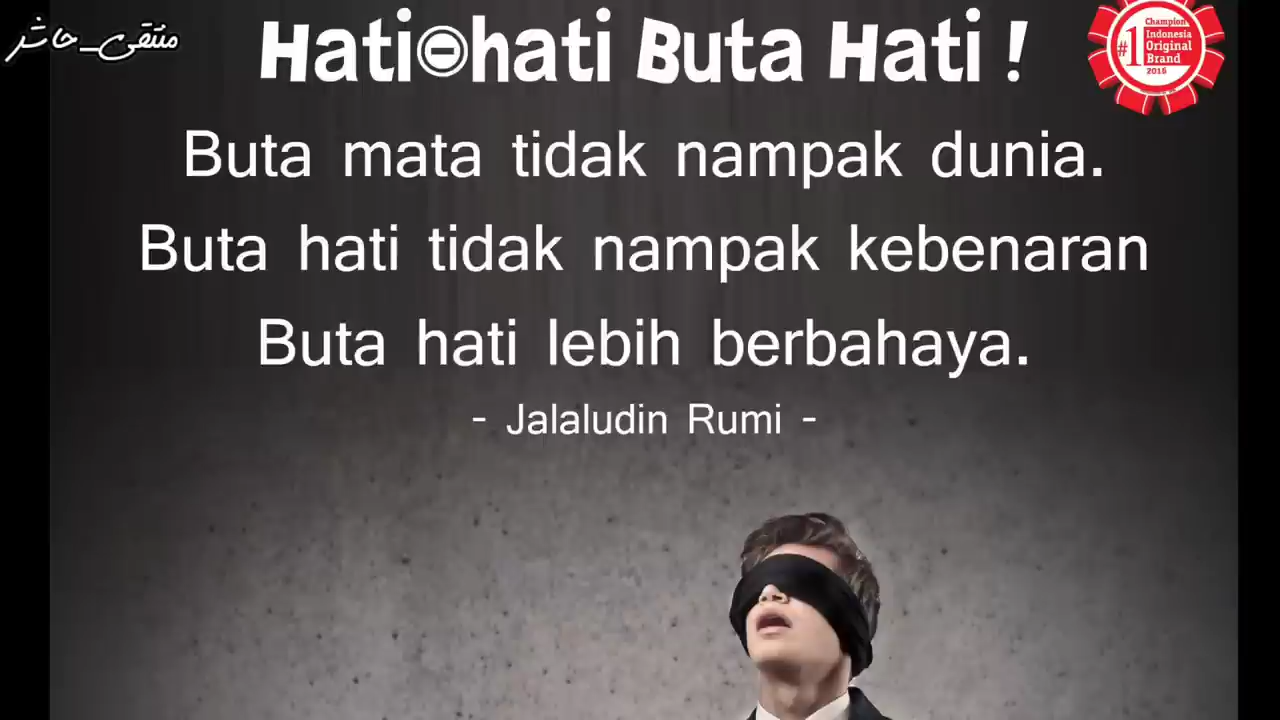 منتقى_حاشر
Hati-hati Buta Hati !
#1
Champion
Indonesia
Original
Brand
2016
Buta mata tidak nampak dunia.
Buta hati tidak nampak kebenaran
Buta hati lebih berbahaya.
- Jalaludin Rumi -